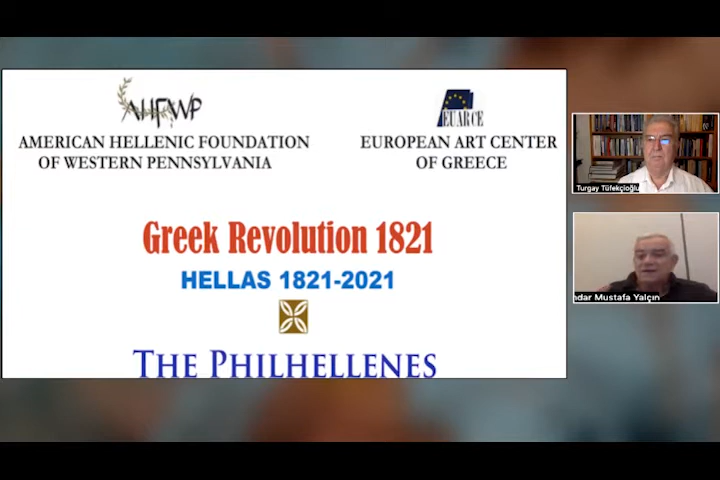 AHFWP
AMERICAN HELLENIC FOUNDATION
OF WESTERN PENNSYLVANIA
EUARCE
EUROPEAN ART CENTER
OF GREECE
Greek Revolution 1821
HELLAS 1821-2021
THE PHILHELLENES
Turgay Tüfekçioğlu
ndar Mustafa Yalçın